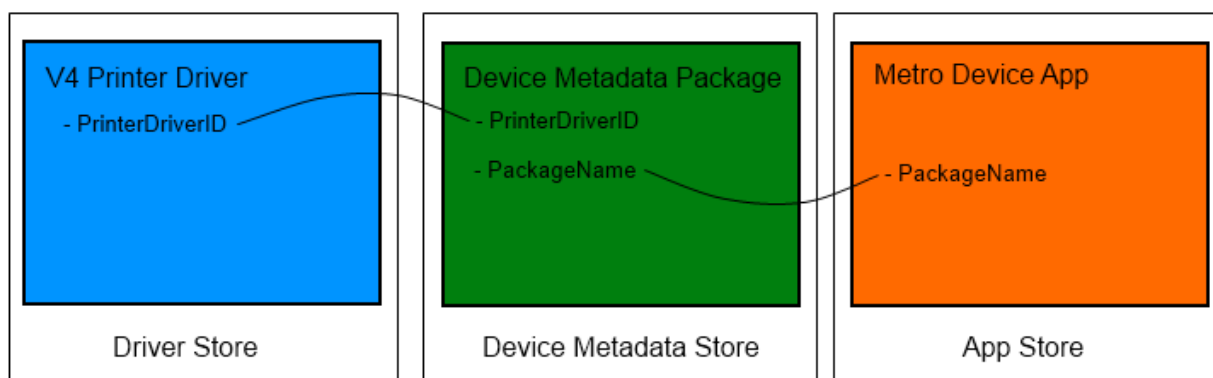 V4 Printer Driver
- PrinterDriverID
Driver Store
Device Metadata Package
- PrinterDriverID
- PackageName
Device Metadata Store
Metro Device App
- PackageName
App Store